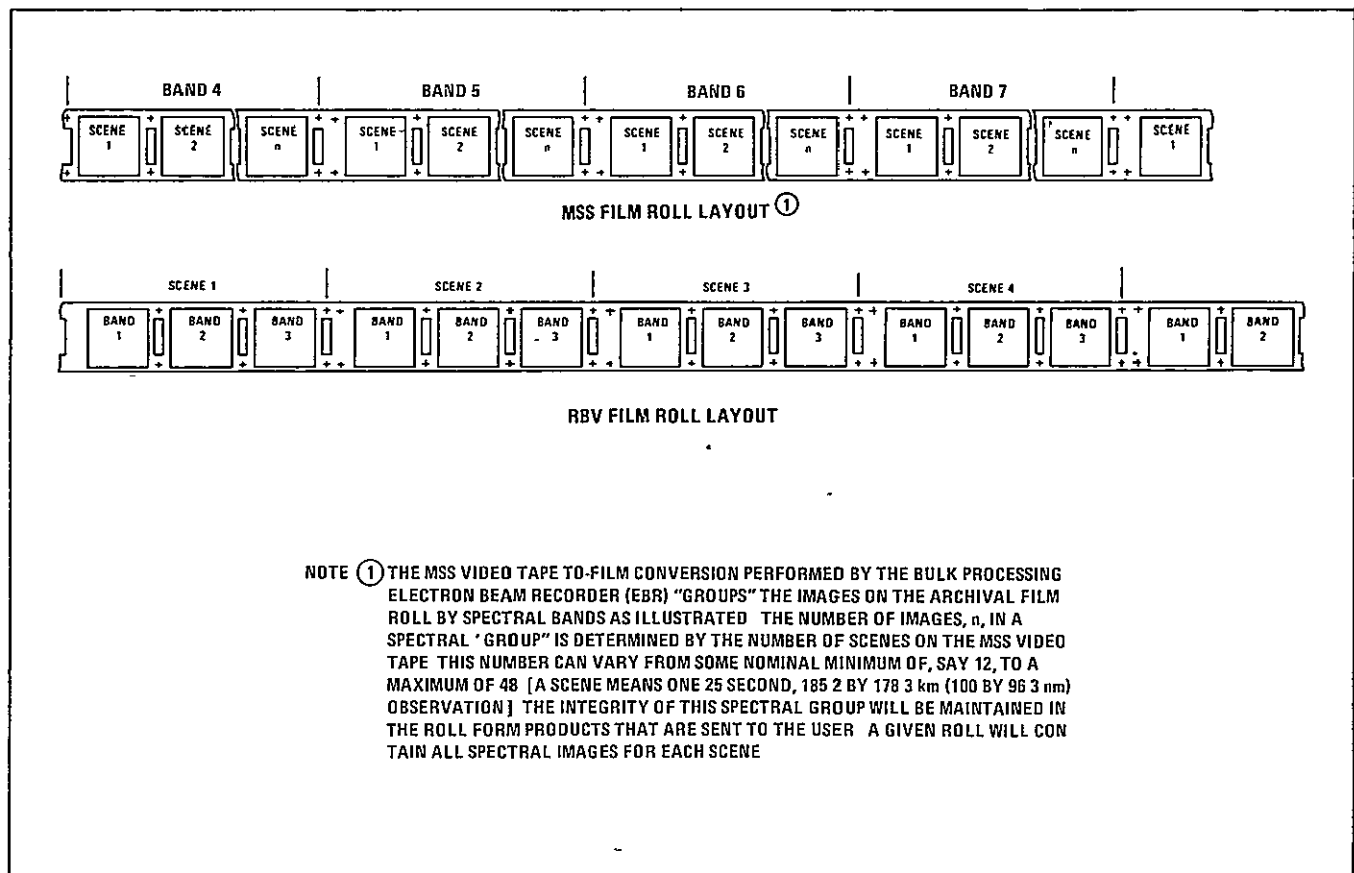 BAND 4 BAND 5 BAND 6 BAND 7
SCENE 1 SCENE 2 SCENE n SCENE 1 SCENE 2 SCENE n SCENE 1 SCENE 2 SCENE n SCENE 1 SCENE 2 SCENE n SCENE 1
MSS FILM ROLL LAYOUT ①
SCENE 1 SCENE 2 SCENE 3 SCENE 4
BAND 1 BAND 2 BAND 3 BAND 1 BAND 2 BAND 3 BAND 1 BAND 2 BAND 3 BAND 1 BAND 2 BAND 3 BAND 1 BAND 2
RBV FILM ROLL LAYOUT
NOTE ① THE MSS VIDEO TAPE TO-FILM CONVERSION PERFORMED BY THE BULK PROCESSING
ELECTRON BEAM RECORDER (EBR) "GROUPS" THE IMAGES ON THE ARCHIVAL FILM
ROLL BY SPECTRAL BANDS AS ILLUSTRATED THE NUMBER OF IMAGES, n, IN A
SPECTRAL 'GROUP" IS DETERMINED BY THE NUMBER OF SCENES ON THE MSS VIDEO
TAPE THIS NUMBER CAN VARY FROM SOME NOMINAL MINIMUM OF, SAY 12, TO A
MAXIMUM OF 48 [A SCENE MEANS ONE 25 SECOND, 185 2 BY 178 3 km (100 BY 96 3 nm)
OBSERVATION] THE INTEGRITY OF THIS SPECTRAL GROUP WILL BE MAINTAINED IN
THE ROLL FORM PRODUCTS THAT ARE SENT TO THE USER A GIVEN ROLL WILL CON
TAIN ALL SPECTRAL IMAGES FOR EACH SCENE